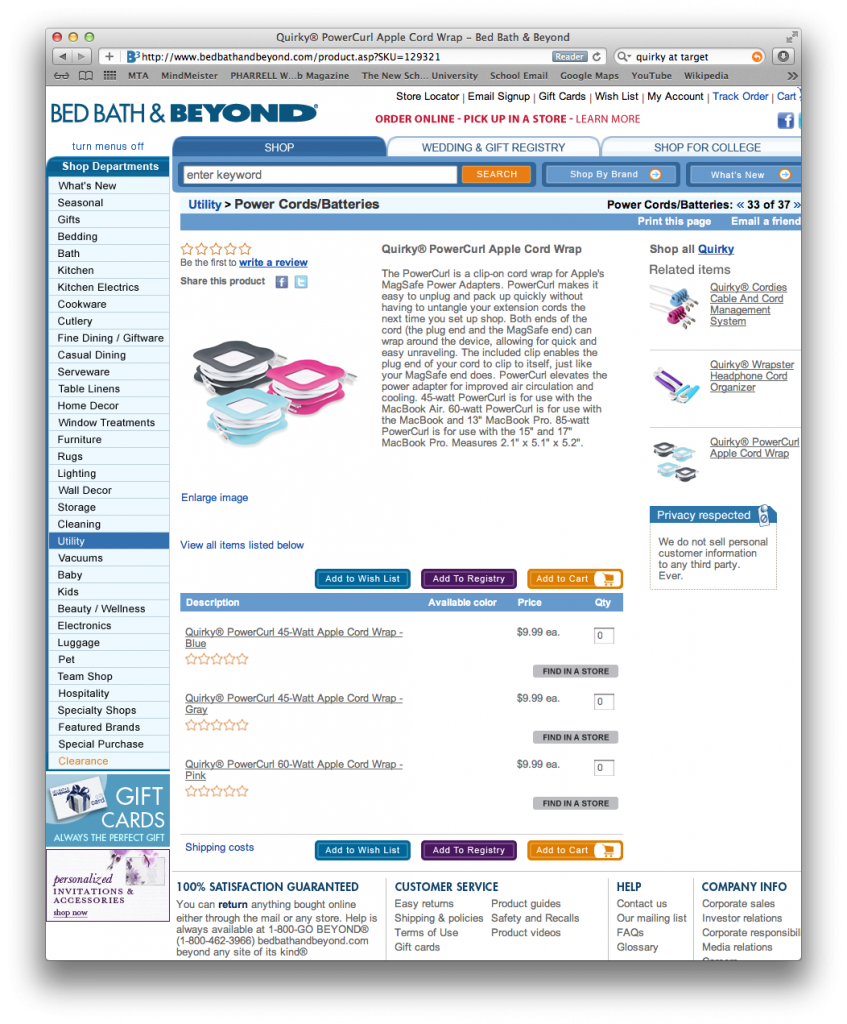 Quirky® PowerCurl Apple Cord Wrap – Bed Bath & Beyond
http://www.bedbathandbeyond.com/product.asp?SKU=129321
Reader
quirky at target
MTA MindMeister PHARRELL W...b Magazine The New Sch... University School Email Google Maps YouTube Wikipedia
Store Locator | Email Signup | Gift Cards | Wish List | My Account | Track Order | Cart
BED BATH & BEYOND®
ORDER ONLINE - PICK UP IN A STORE - LEARN MORE
turn menus off
SHOP
WEDDING & GIFT REGISTRY
SHOP FOR COLLEGE
enter keyword
SEARCH
Shop By Brand
What's New
Shop Departments
What's New
Seasonal
Gifts
Bedding
Bath
Kitchen
Kitchen Electrics
Cookware
Cutlery
Fine Dining / Giftware
Casual Dining
Serveware
Table Linens
Home Decor
Window Treatments
Furniture
Rugs
Lighting
Wall Decor
Storage
Cleaning
Utility
Vacuums
Baby
Kids
Beauty / Wellness
Electronics
Luggage
Pet
Team Shop
Hospitality
Specialty Shops
Featured Brands
Special Purchase
Clearance
GIFT
CARDS
ALWAYS THE PERFECT GIFT
personalized
INVITATIONS &
ACCESSORIES
shop now
Utility > Power Cords/Batteries
Power Cords/Batteries: « 33 of 37 »
Print this page Email a friend
Be the first to write a review
Share this product
Enlarge image
View all items listed below
Quirky® PowerCurl Apple Cord Wrap
The PowerCurl is a clip-on cord wrap for Apple's
MagSafe Power Adapters. PowerCurl makes it
easy to unplug and pack up quickly without
having to untangle your extension cords the
next time you set up shop. Both ends of the
cord (the plug end and the MagSafe end) can
wrap around the device, allowing for quick and
easy unraveling. The included clip enables the
plug end of your cord to clip to itself, just like
your MagSafe end does. PowerCurl elevates the
power adapter for improved air circulation and
cooling. 45-watt PowerCurl is for use with the
MacBook Air. 60-watt PowerCurl is for use with
the MacBook and 13" MacBook Pro. 85-watt
PowerCurl is for use with the 15" and 17"
MacBook Pro. Measures 2.1" x 5.1" x 5.2".
Shop all Quirky
Related items
Quirky® Cordies
Cable And Cord
Management
System
Quirky® Wrapster
Headphone Cord
Organizer
Quirky® PowerCurl
Apple Cord Wrap
Privacy respected
We do not sell personal
customer information
to any third party.
Ever.
Add to Wish List Add To Registry Add to Cart
Description Available color Price Qty
Quirky® PowerCurl 45-Watt Apple Cord Wrap -
Blue
$9.99 ea.
0
FIND IN A STORE
Quirky® PowerCurl 45-Watt Apple Cord Wrap -
Gray
$9.99 ea.
0
FIND IN A STORE
Quirky® PowerCurl 60-Watt Apple Cord Wrap -
Pink
$9.99 ea.
0
FIND IN A STORE
Shipping costs
Add to Wish List Add To Registry Add to Cart
100% SATISFACTION GUARANTEED
You can return anything bought online
either through the mail or any store. Help is
always available at 1-800-GO BEYOND®
(1-800-462-3966) bedbathandbeyond.com
beyond any site of its kind®
CUSTOMER SERVICE
Easy returns
Shipping & policies
Terms of Use
Gift cards
Product guides
Safety and Recalls
Product videos
HELP
Contact us
Our mailing list
FAQs
Glossary
COMPANY INFO
Corporate sales
Investor relations
Corporate responsibil
Media relations